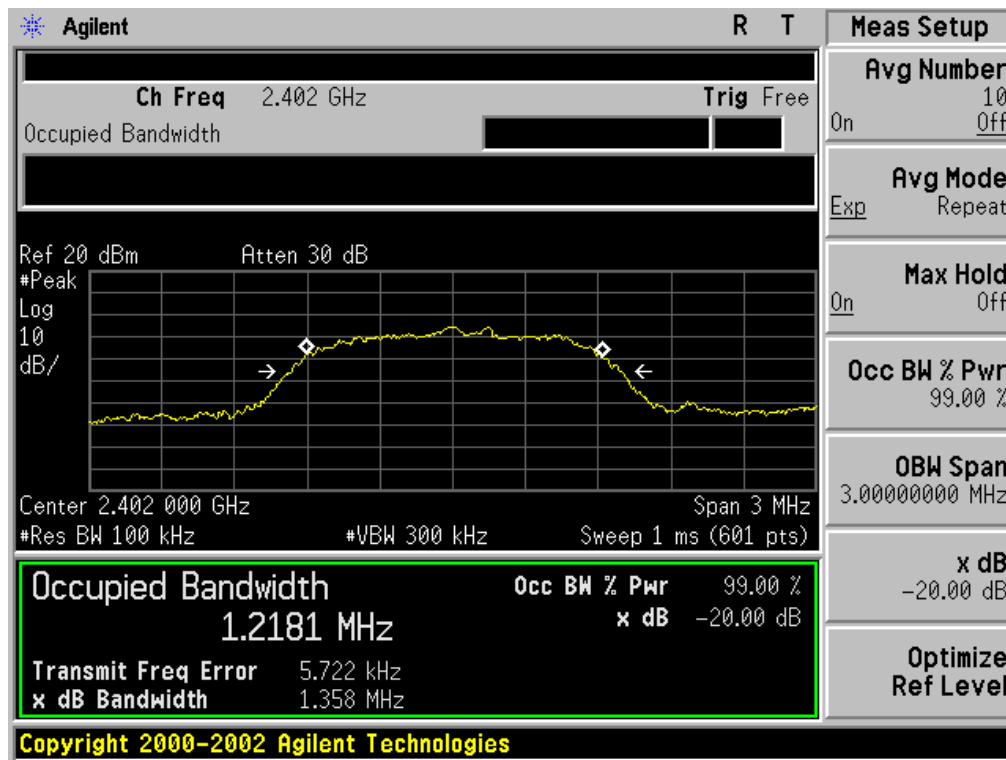 Agilent R T
Ch Freq 2.402 GHz Trig Free
Occupied Bandwidth
Ref 20 dBm Atten 30 dB
#Peak
Log
10
dB/
Center 2.402 000 GHz Span 3 MHz
#Res BW 100 kHz #VBW 300 kHz Sweep 1 ms (601 pts)
Occupied Bandwidth Occ BW % Pwr 99.00 %
1.2181 MHz x dB -20.00 dB
Transmit Freq Error 5.722 kHz
x dB Bandwidth 1.358 MHz
Copyright 2000-2002 Agilent Technologies
Meas Setup
Avg Number
10
On Off
Avg Mode
Exp Repeat
Max Hold
On Off
Occ BW % Pwr
99.00 %
OBW Span
3.00000000 MHz
x dB
-20.00 dB
Optimize
Ref Level